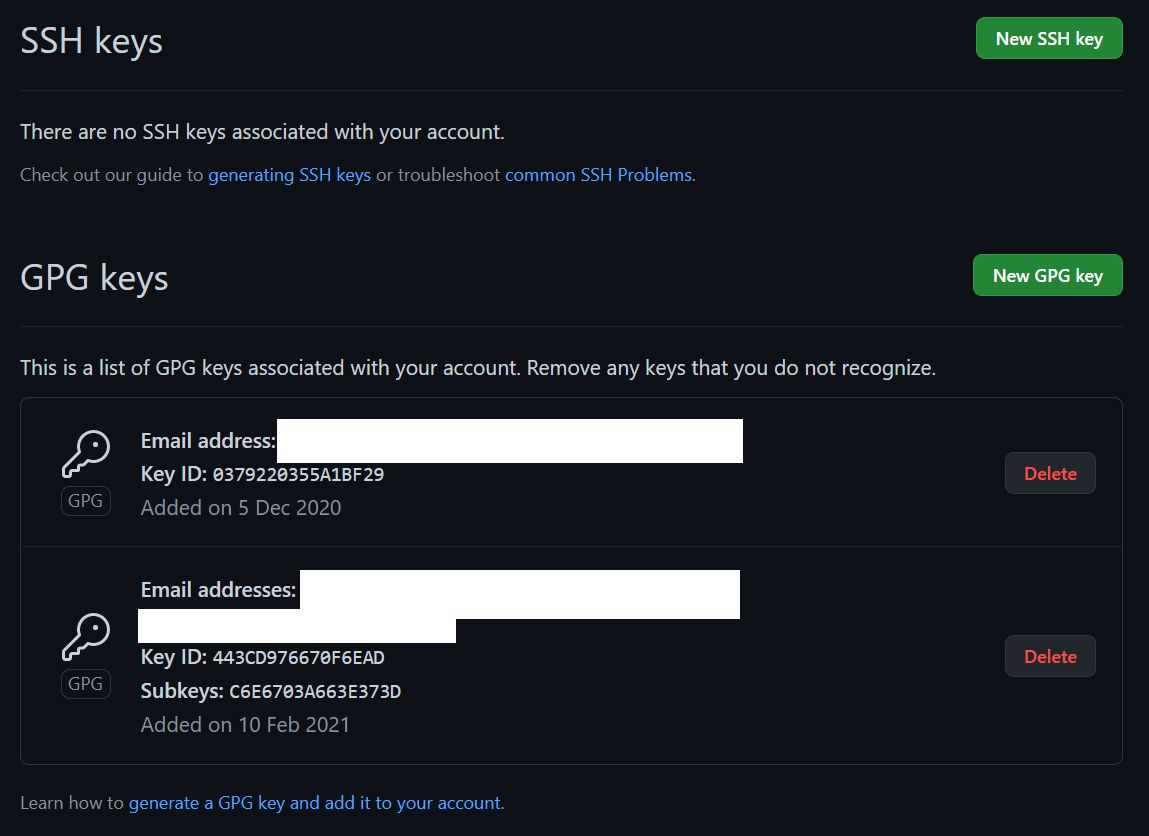 SSH keys
New SSH key
There are no SSH keys associated with your account.
Check out our guide to generating SSH keys or troubleshoot common SSH Problems.
GPG keys
New GPG key
This is a list of GPG keys associated with your account. Remove any keys that you do not recognize.
Email address:
Key ID: 0379220355A1BF29
GPG
Added on 5 Dec 2020
Delete
Email addresses:
Key ID: 443CD976670F6EAD
GPG
Subkeys: C6E6703A663E373D
Added on 10 Feb 2021
Delete
Learn how to generate a GPG key and add it to your account.